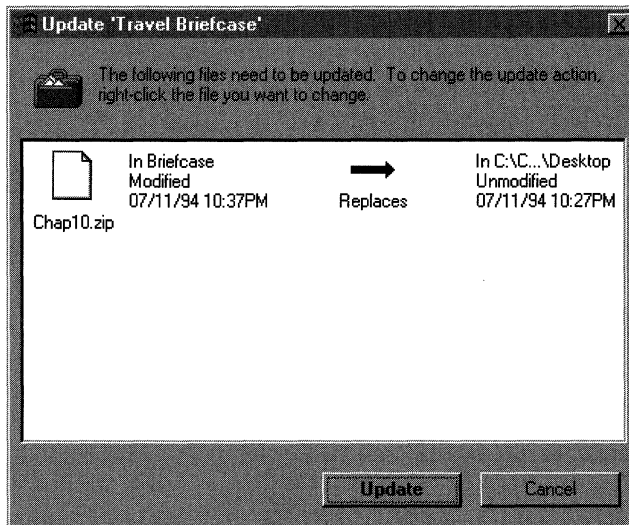 Update 'Travel Briefcase'
The following files need to be updated. To change the update action,
right-click the file you want to change.
In Briefcase
Modified
07/11/94 10:37PM
Chap10.zip
Replaces
In C:\C...\Desktop
Unmodified
07/11/94 10:27PM
Update
Cancel